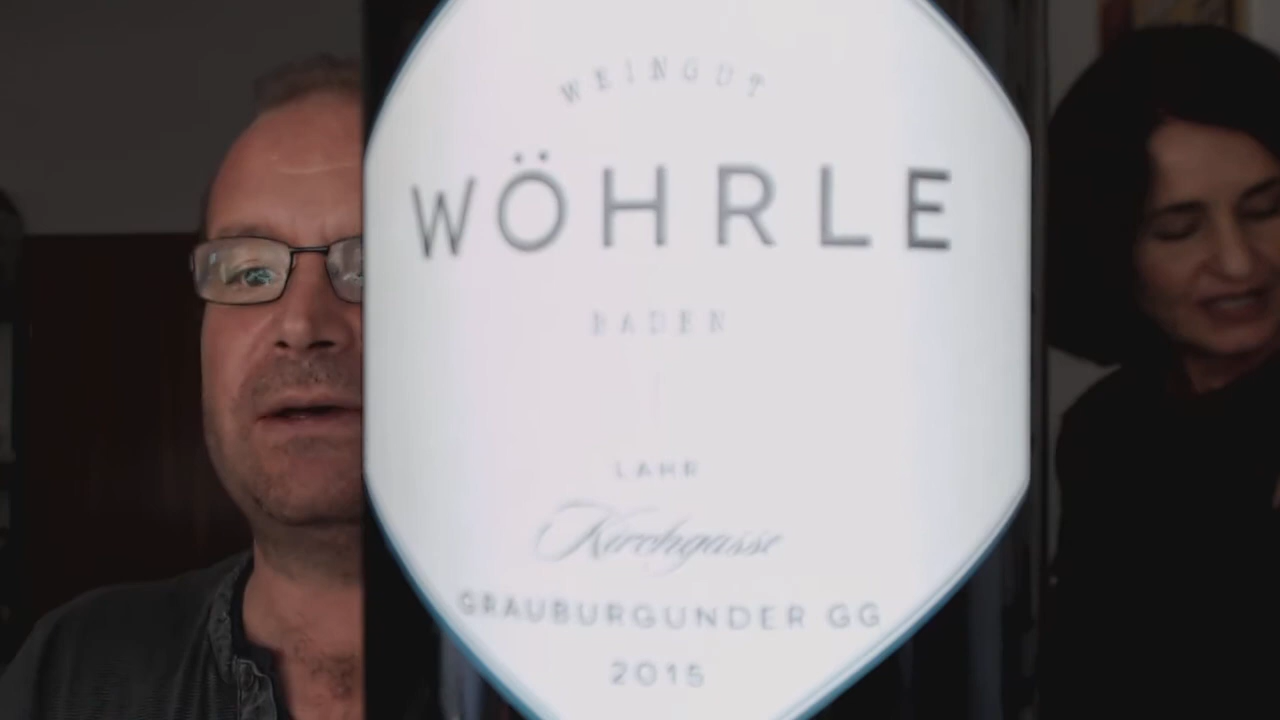 WEINGUT
WÖHRLE
BADEN
LAHR
Kirchgasse
GRAUBURGUNDER GG
2015